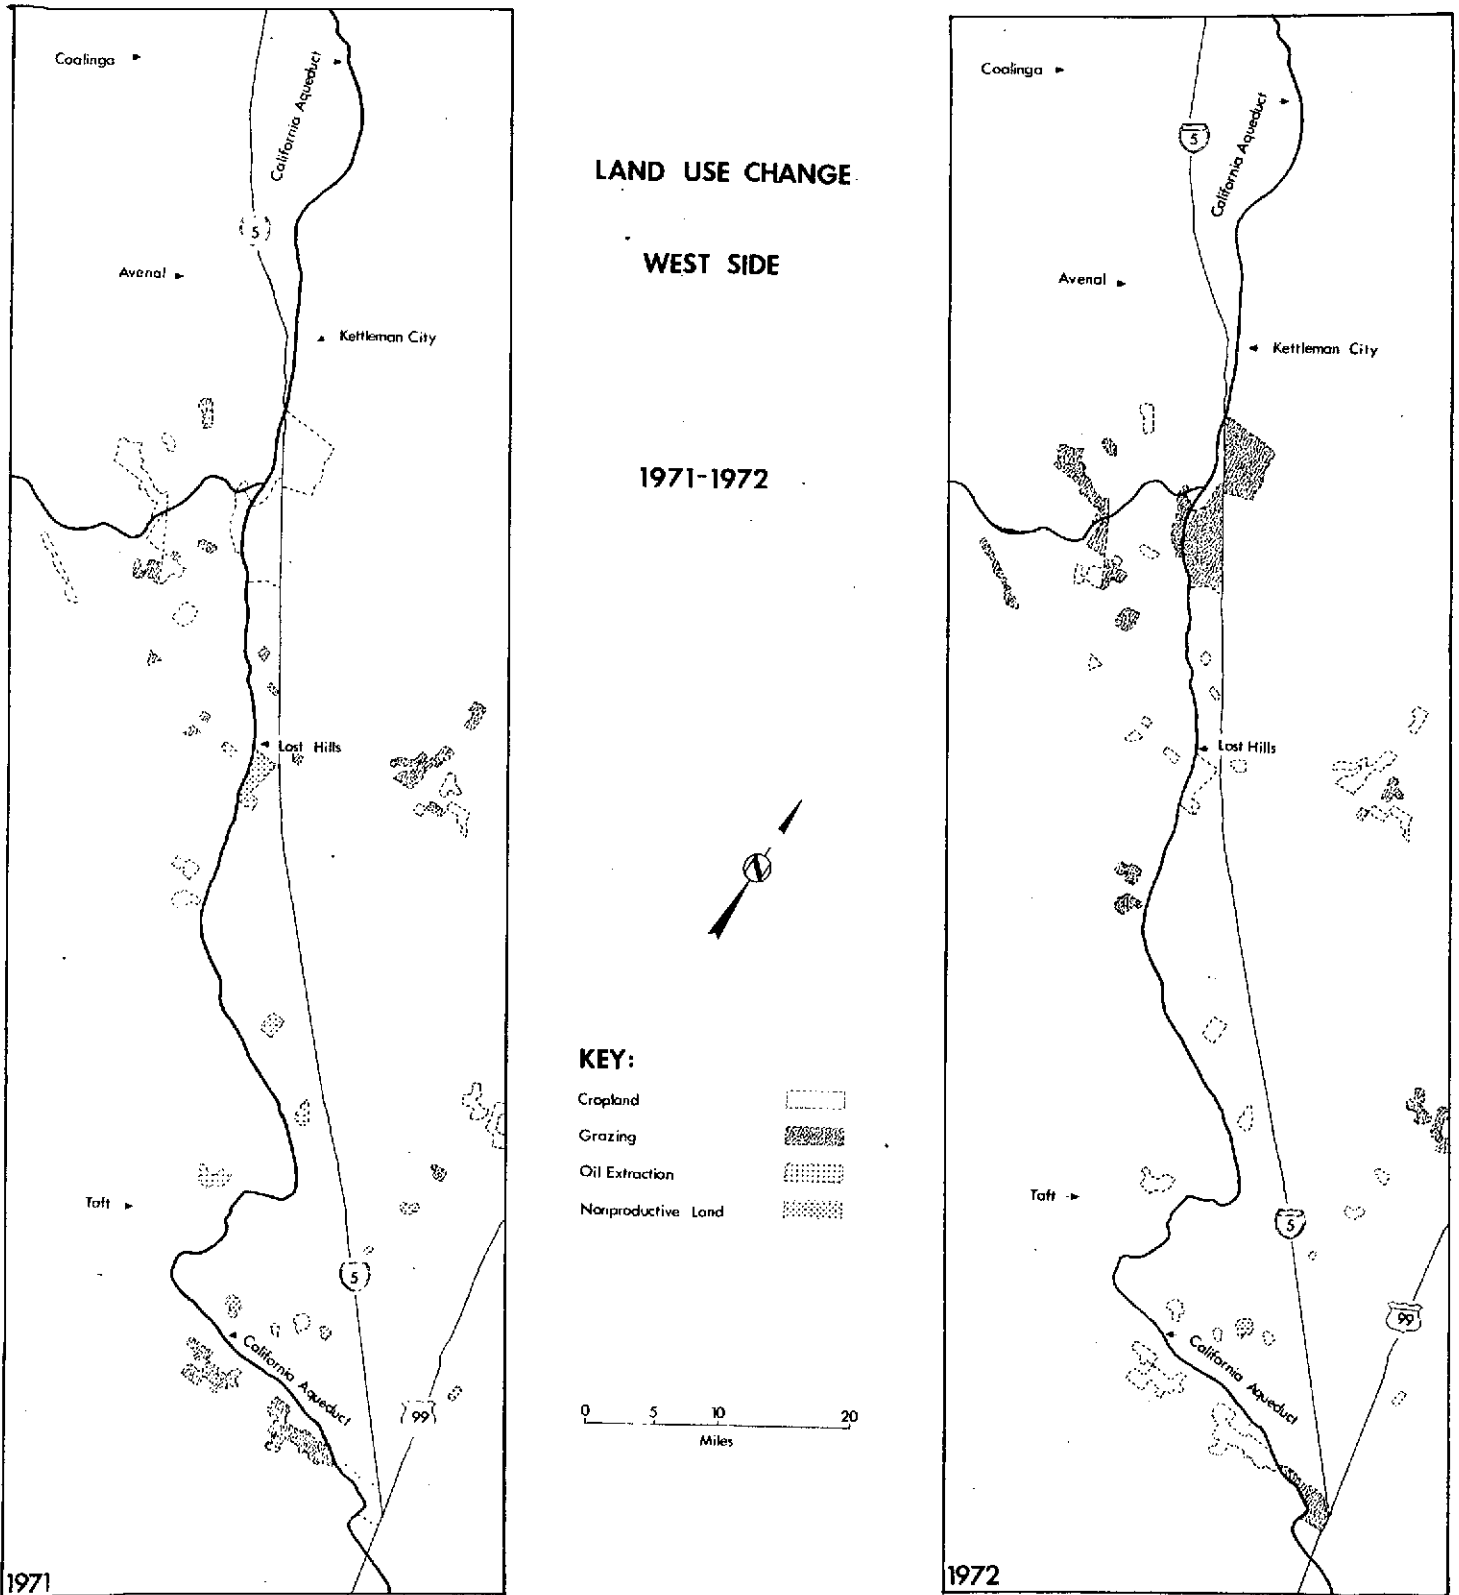 Coalinga
California Aqueduct
5
Avenal
Kettleman City
Lost Hills
Taft
5
California Aqueduct
99
1971
LAND USE CHANGE
WEST SIDE
1971-1972
N
KEY:
Cropland
Grazing
Oil Extraction
Nonproductive Land
0 5 10 20
Miles
Coalinga
5
California Aqueduct
Avenal
Kettleman City
Lost Hills
Taft
5
99
California Aqueduct
1972